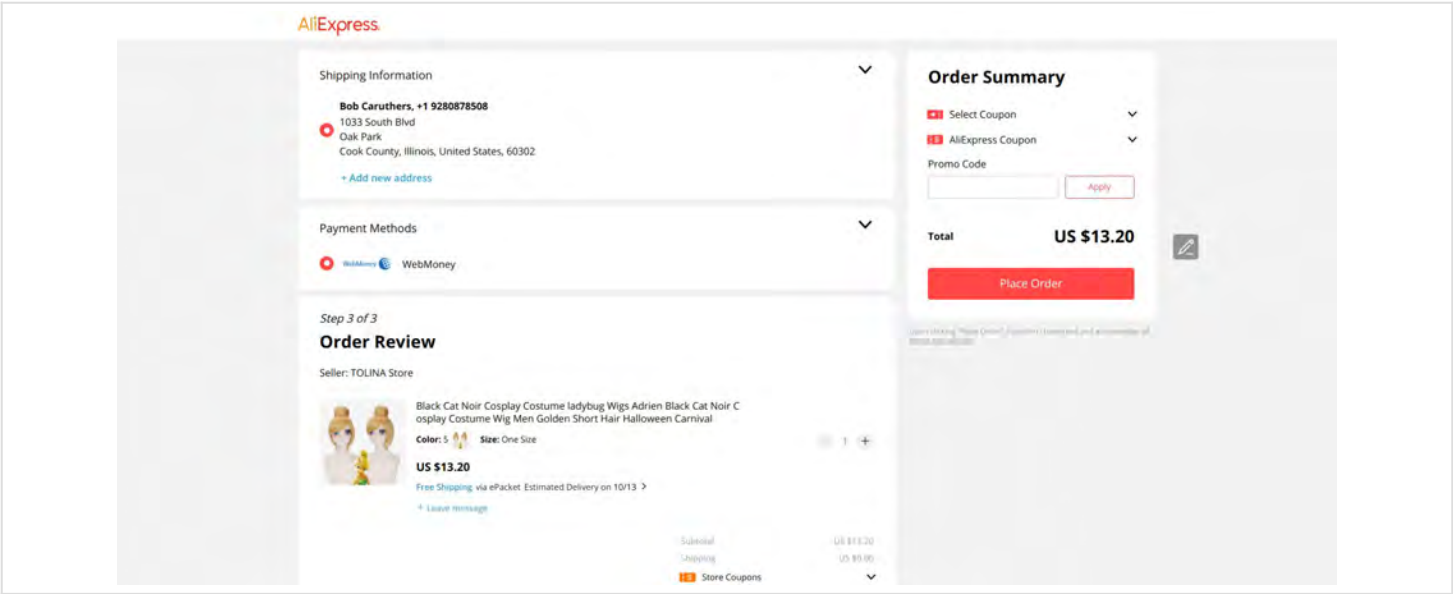 AliExpress
Shipping Information
Bob Caruthers, +1 9280878508
1033 South Blvd
Oak Park
Cook County, Illinois, United States, 60302
+ Add new address
Payment Methods
WebMoney WebMoney
Step 3 of 3
Order Review
Seller: TOLINA Store
Black Cat Noir Cosplay Costume ladybug Wigs Adrien Black Cat Noir C
osplay Costume Wig Men Golden Short Hair Halloween Carnival
Color: 5 Size: One Size
1 +
US $13.20
Free Shipping via ePacket Estimated Delivery on 10/13 >
+ Leave message
Subtotal US $13.20
Shipping US $0.00
Store Coupons
Order Summary
Select Coupon
AliExpress Coupon
Promo Code
Apply
Total US $13.20
Place Order